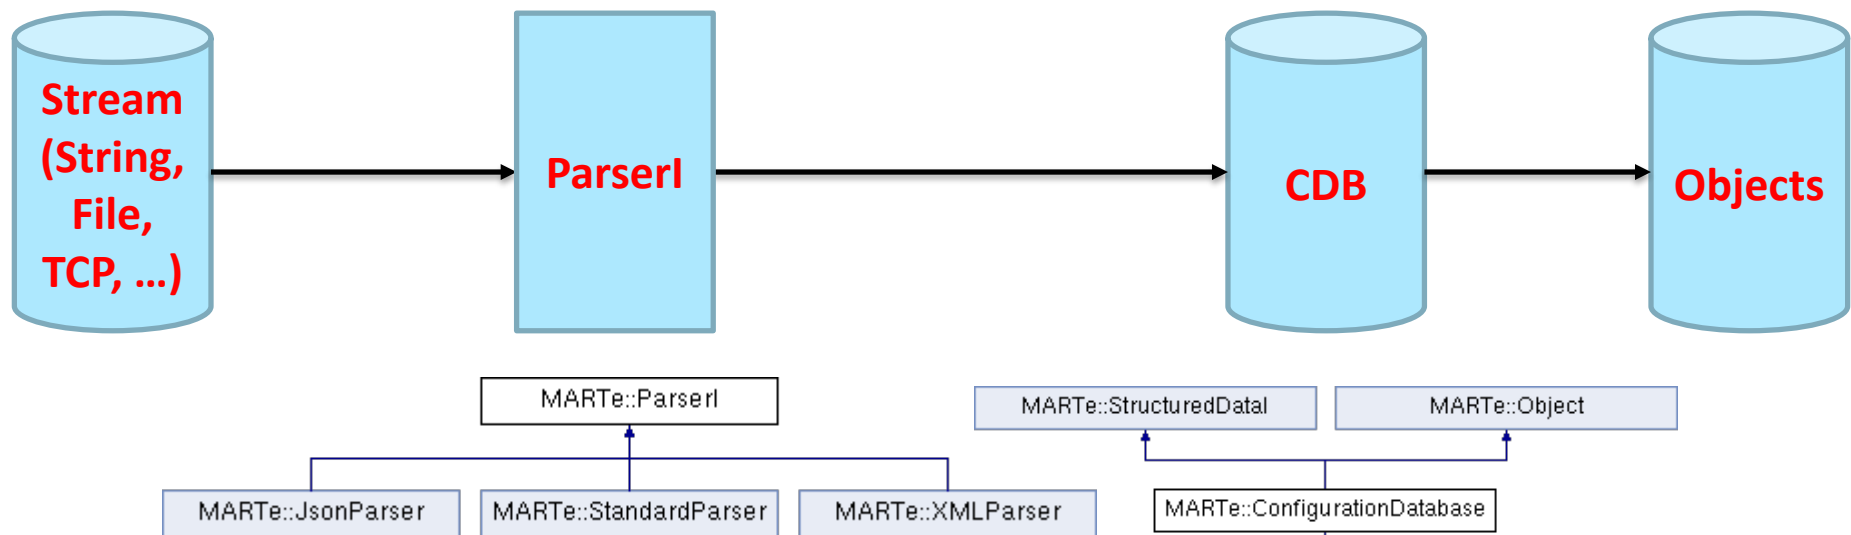 Stream
(String,
File,
TCP, ...)
ParserI
CDB
Objects
MARTe::ParserI
MARTe::StructuredDataI
MARTe::Object
MARTe::JsonParser
MARTe::StandardParser
MARTe::XMLParser
MARTe::ConfigurationDatabase